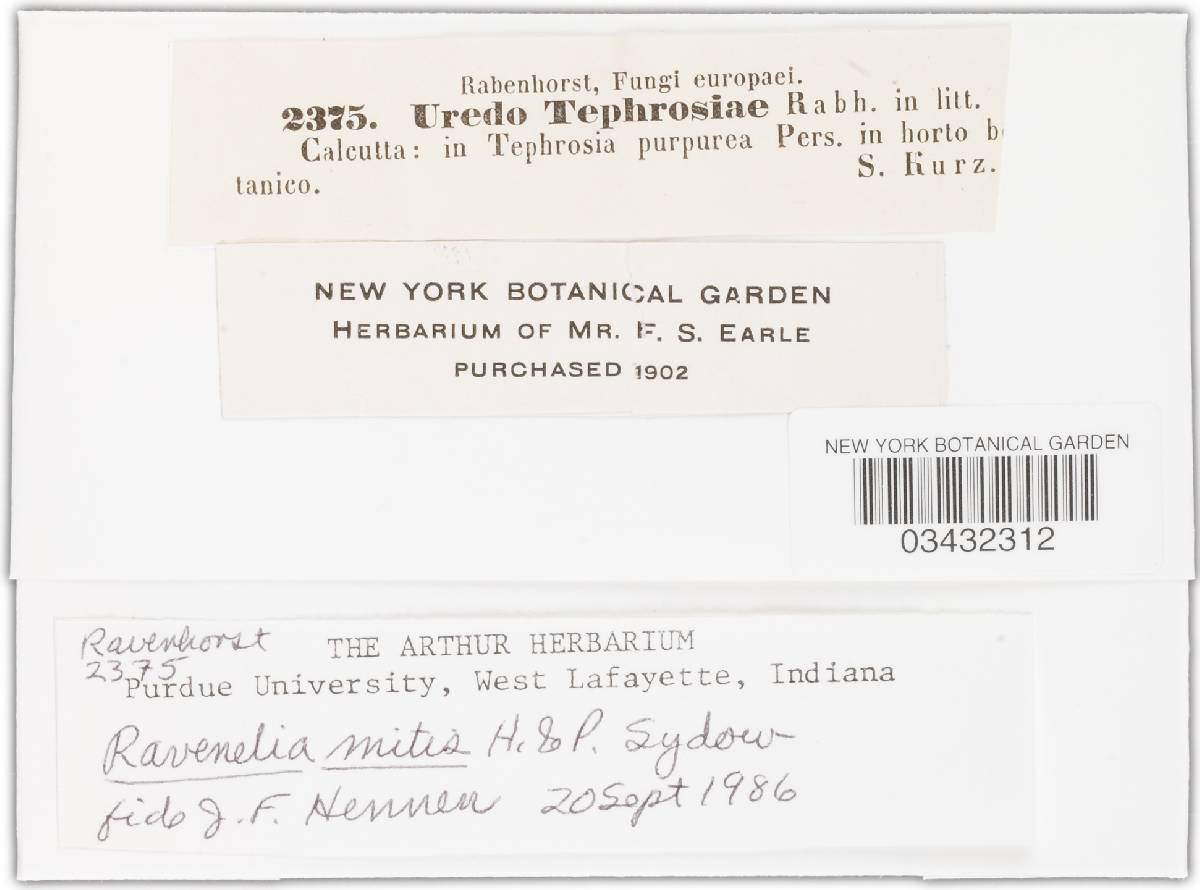 Rabenhorst, Fungi europaei.
2375. Uredo Tephrosiae Rabh. in litt.
Calcutta: in Tephrosia purpurea Pers. in horto b
tanico.
S. Kurz.
NEW YORK BOTANICAL GARDEN
HERBARIUM OF MR. F. S. EARLE
PURCHASED 1902
NEW YORK BOTANICAL GARDEN
03432312
Ravenhorst
2375
THE ARTHUR HERBARIUM
Purdue University, West Lafayette, Indiana
Ravenelia mitis H. & P. Sydow
fide J. F. Hennen 20 Sept 1986